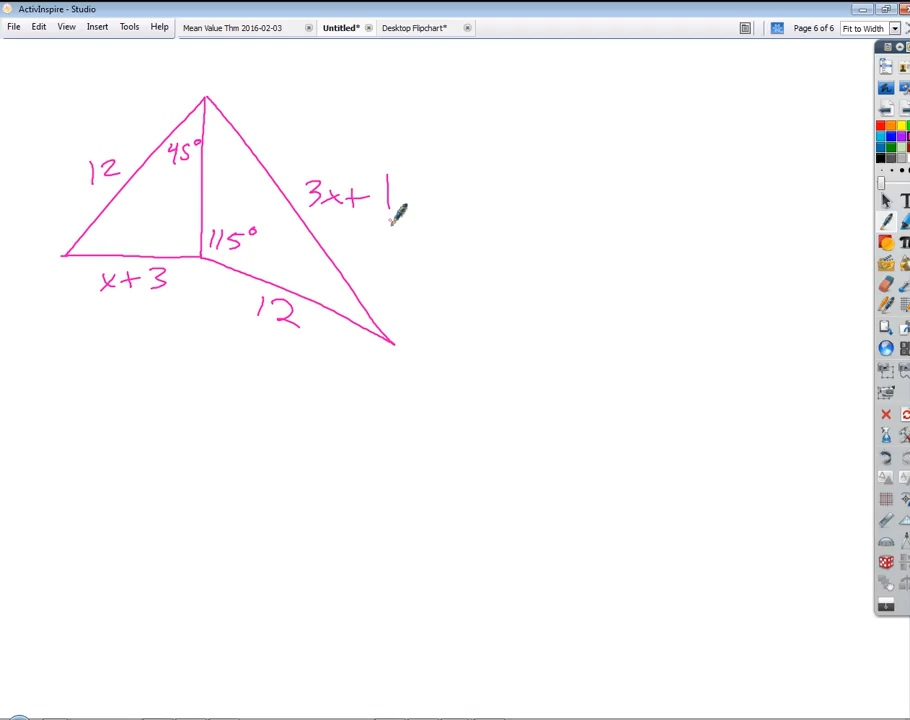 ActivInspire - Studio
File Edit View Insert Tools Help Mean Value Thm 2016-02-03 Untitled* Desktop Flipchart* Page 6 of 6 Fit to Width
12
45°
3x+1
115°
x+3
12